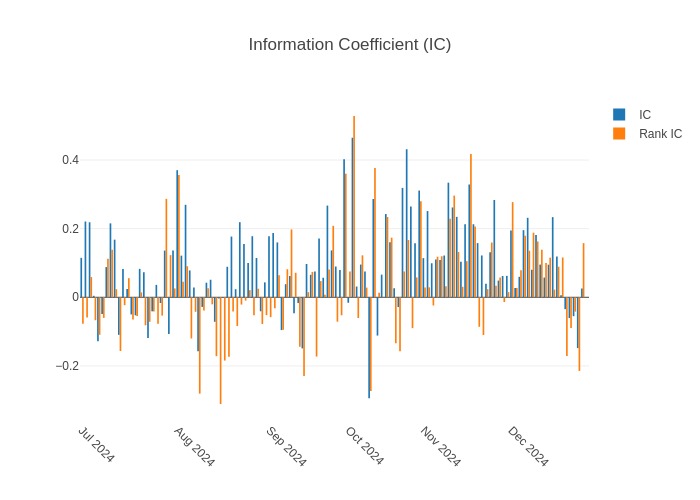 Information Coefficient (IC)
IC
Rank IC
0.4
0.2
0
−0.2
Jul 2024
Aug 2024
Sep 2024
Oct 2024
Nov 2024
Dec 2024